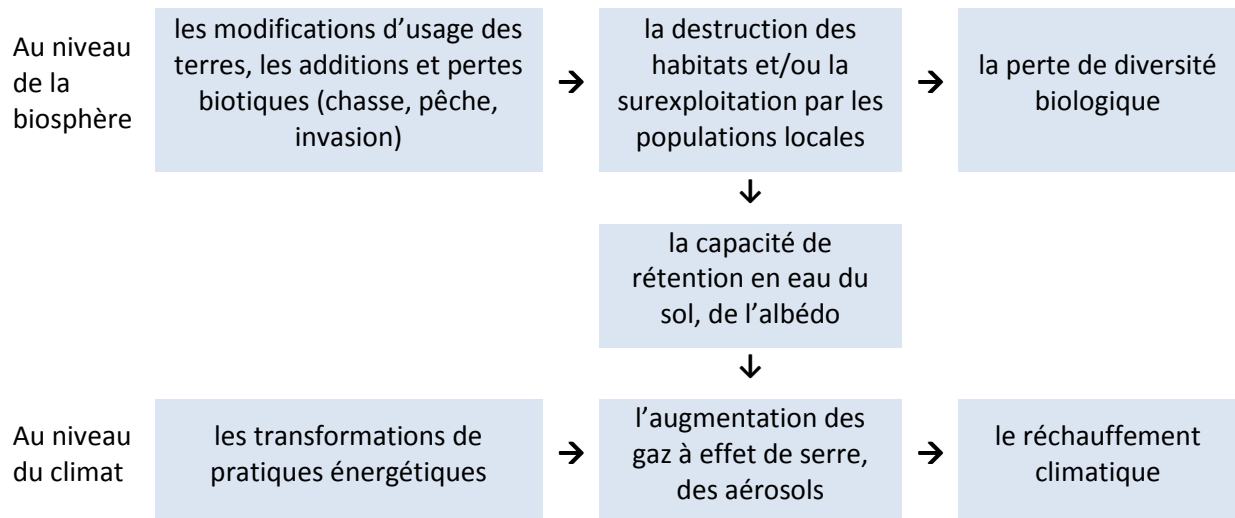 Au niveau
de la
biosphère
les modifications d’usage des
terres, les additions et pertes
biotiques (chasse, pêche,
invasion)
→
la destruction des
habitats et/ou la
surexploitation par les
populations locales
→
la perte de diversité
biologique
↓
la capacité de
rétention en eau du
sol, de l’albédo
↓
Au niveau
du climat
les transformations de
pratiques énergétiques
→
l’augmentation des
gaz à effet de serre,
des aérosols
→
le réchauffement
climatique